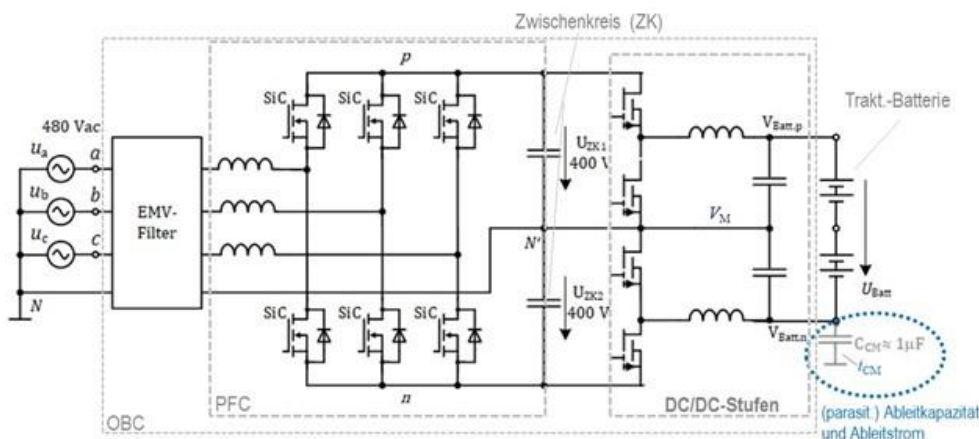 Zwischenkreis (ZK)
Trakt.-Batterie
p
SiC
SiC
SiC
480 Vac
u_a
a
u_b
b
u_c
c
N
EMV-
Filter
U_ZK1
400 V
V_Batt,p
V_M
N'
U_ZK2
400 V
U_Batt
V_Batt,n
SiC
SiC
SiC
C_CM ≈ 1µF
i_CM
n
PFC
OBC
DC/DC-Stufen
(parasit.) Ableitkapazität
und Ableitstrom